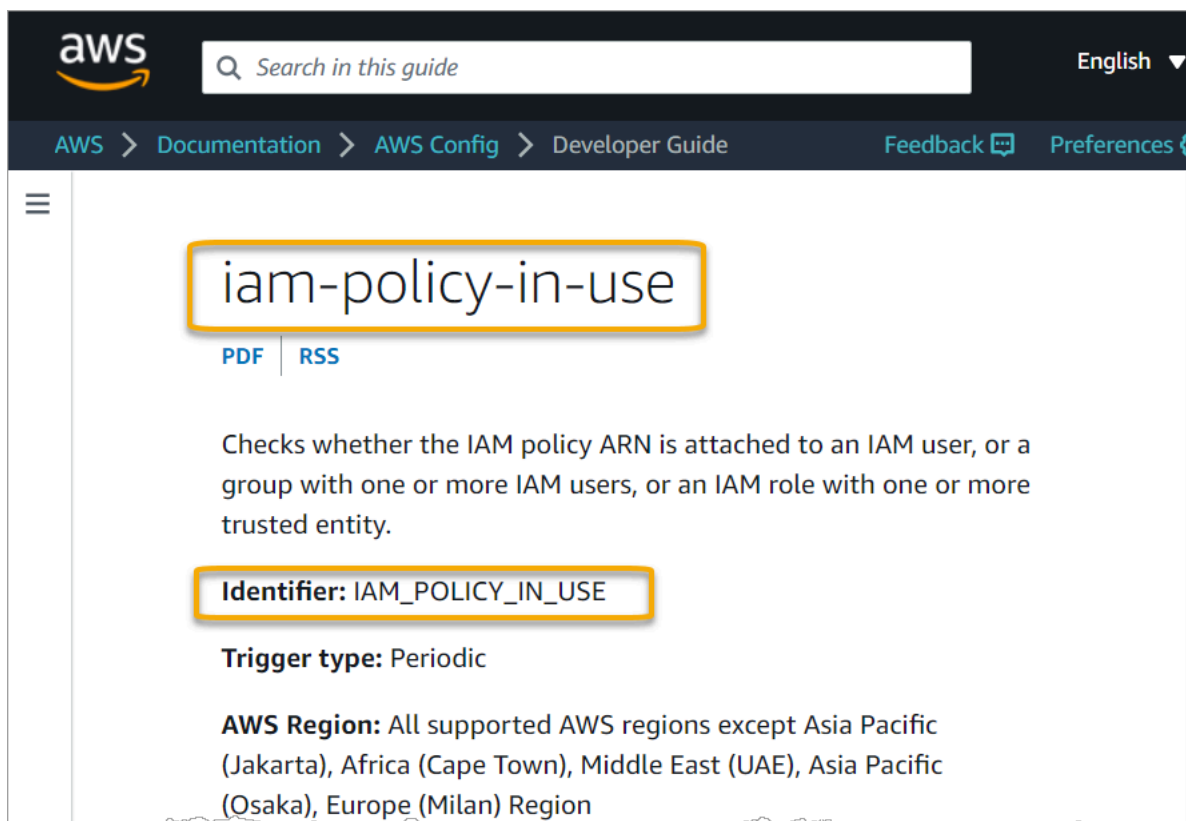 aws
Search in this guide
English
AWS > Documentation > AWS Config > Developer Guide
Feedback
Preferences
iam-policy-in-use
PDF | RSS
Checks whether the IAM policy ARN is attached to an IAM user, or a
group with one or more IAM users, or an IAM role with one or more
trusted entity.
Identifier: IAM_POLICY_IN_USE
Trigger type: Periodic
AWS Region: All supported AWS regions except Asia Pacific
(Jakarta), Africa (Cape Town), Middle East (UAE), Asia Pacific
(Osaka), Europe (Milan) Region